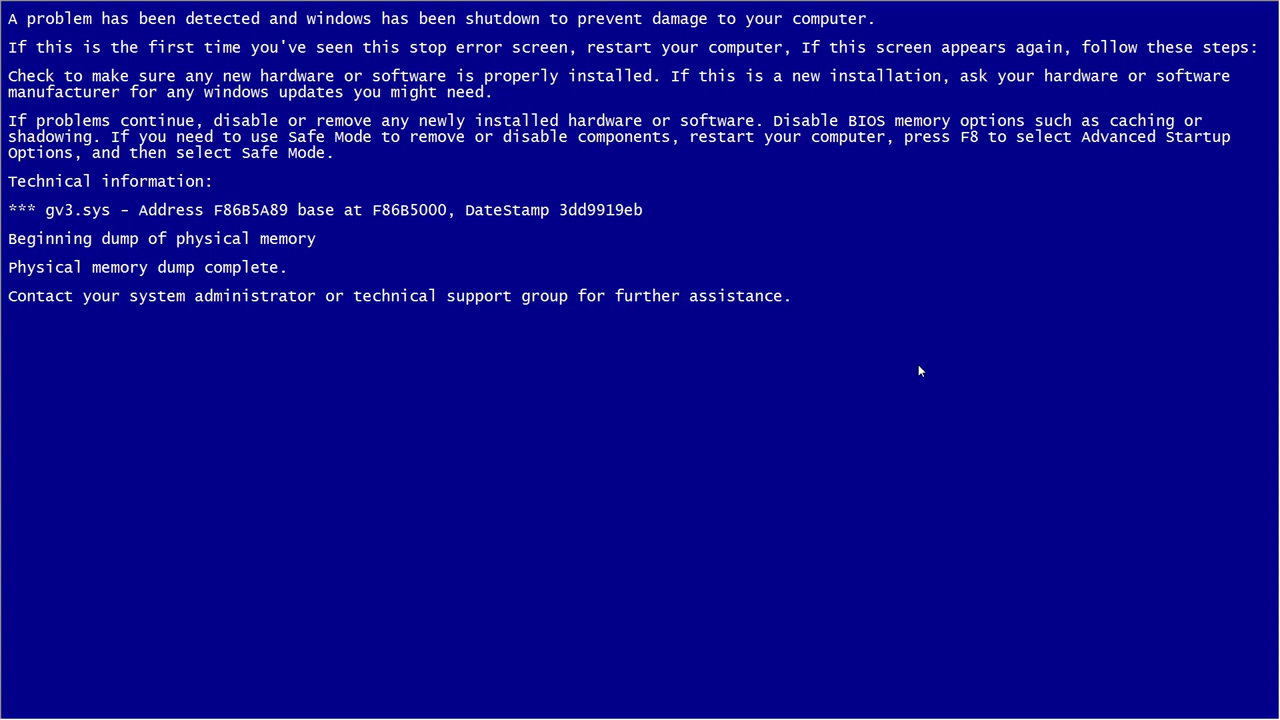 A problem has been detected and windows has been shutdown to prevent damage to your computer.
If this is the first time you've seen this stop error screen, restart your computer, If this screen appears again, follow these steps:
Check to make sure any new hardware or software is properly installed. If this is a new installation, ask your hardware or software
manufacturer for any windows updates you might need.
If problems continue, disable or remove any newly installed hardware or software. Disable BIOS memory options such as caching or
shadowing. If you need to use Safe Mode to remove or disable components, restart your computer, press F8 to select Advanced Startup
Options, and then select Safe Mode.
Technical information:
*** gv3.sys - Address F86B5A89 base at F86B5000, DateStamp 3dd9919eb
Beginning dump of physical memory
Physical memory dump complete.
Contact your system administrator or technical support group for further assistance.